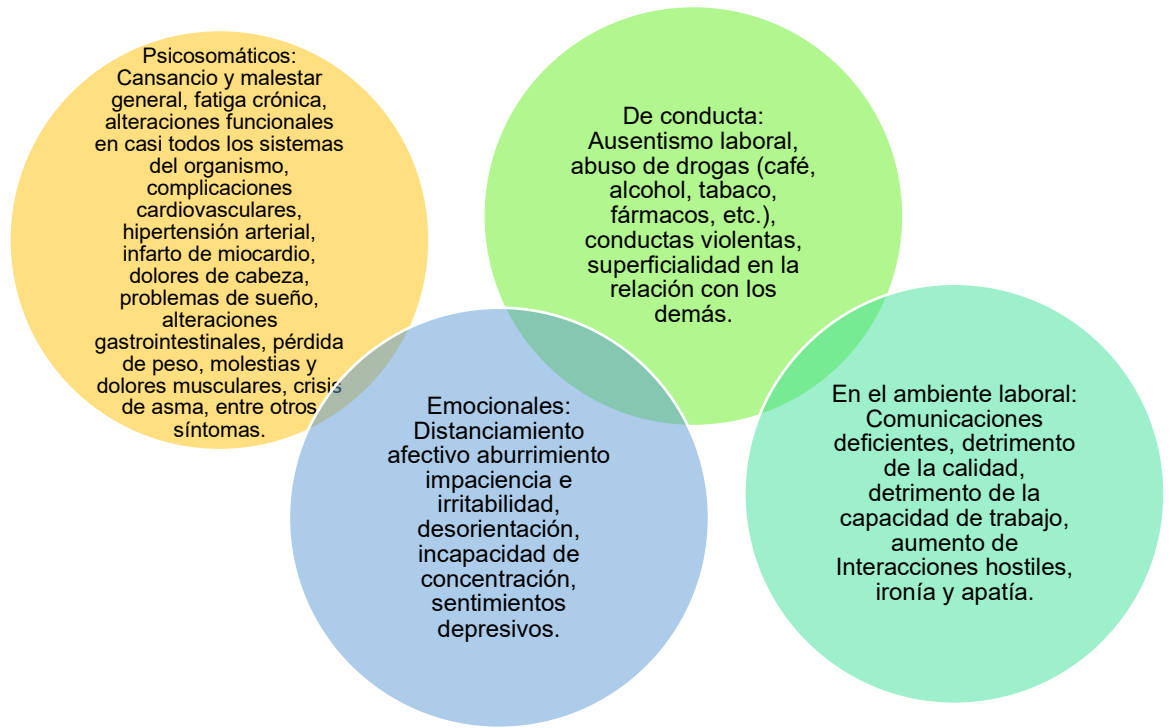 Psicosomáticos:
Cansancio y malestar
general, fatiga crónica,
alteraciones funcionales
en casi todos los sistemas
del organismo,
complicaciones
cardiovasculares,
hipertensión arterial,
infarto de miocardio,
dolores de cabeza,
problemas de sueño,
alteraciones
gastrointestinales, pérdida
de peso, molestias y
dolores musculares, crisis
de asma, entre otros
síntomas.
Emocionales:
Distanciamiento
afectivo aburrimiento
impaciencia e
irritabilidad,
desorientación,
incapacidad de
concentración,
sentimientos
depresivos.
De conducta:
Ausentismo laboral,
abuso de drogas (café,
alcohol, tabaco,
fármacos, etc.),
conductas violentas,
superficialidad en la
relación con los
demás.
En el ambiente laboral:
Comunicaciones
deficientes, detrimento
de la calidad,
detrimento de la
capacidad de trabajo,
aumento de
Interacciones hostiles,
ironía y apatía.